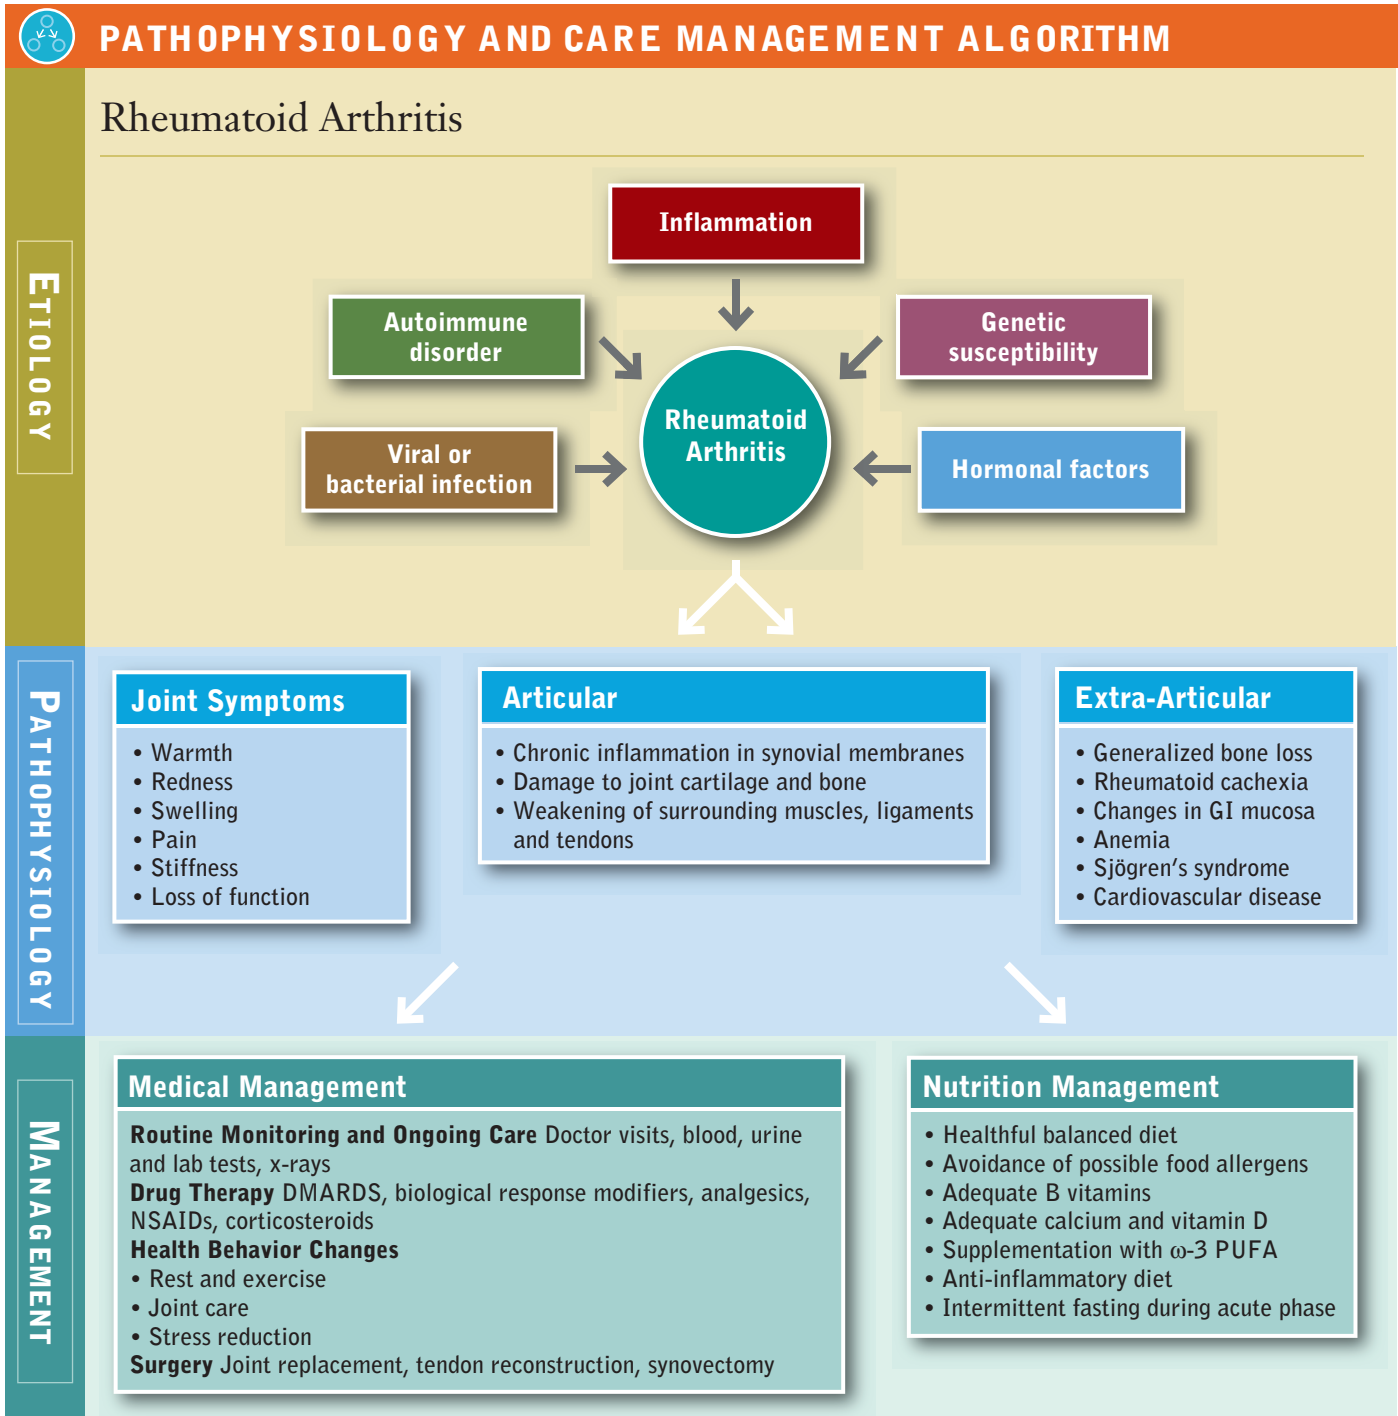 PATHOPHYSIOLOGY AND CARE MANAGEMENT ALGORITHM
Rheumatoid Arthritis
ETIOLOGY
Inflammation
Autoimmune
disorder
Genetic
susceptibility
Rheumatoid
Arthritis
Viral or
bacterial infection
Hormonal factors
PATHOPHYSIOLOGY
Joint Symptoms
• Warmth
• Redness
• Swelling
• Pain
• Stiffness
• Loss of function
Articular
• Chronic inflammation in synovial membranes
• Damage to joint cartilage and bone
• Weakening of surrounding muscles, ligaments
and tendons
Extra-Articular
• Generalized bone loss
• Rheumatoid cachexia
• Changes in GI mucosa
• Anemia
• Sjögren's syndrome
• Cardiovascular disease
MANAGEMENT
Medical Management
Routine Monitoring and Ongoing Care Doctor visits, blood, urine
and lab tests, x-rays
Drug Therapy DMARDS, biological response modifiers, analgesics,
NSAIDs, corticosteroids
Health Behavior Changes
• Rest and exercise
• Joint care
• Stress reduction
Surgery Joint replacement, tendon reconstruction, synovectomy
Nutrition Management
• Healthful balanced diet
• Avoidance of possible food allergens
• Adequate B vitamins
• Adequate calcium and vitamin D
• Supplementation with ω-3 PUFA
• Anti-inflammatory diet
• Intermittent fasting during acute phase